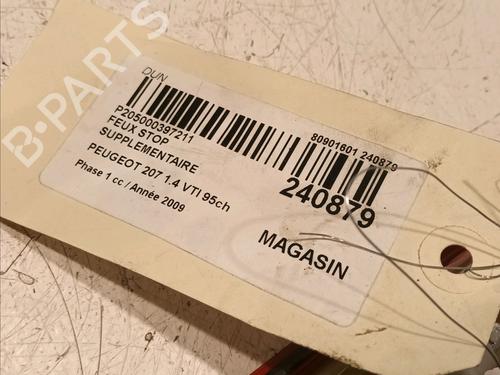 B-PARTS
DUN
P205000397211
FEUX STOP
SUPPLEMENTAIRE
PEUGEOT 207 1.4 VTI 95ch
Phase 1 cc / Année 2009
80901601 240879
240879
MAGASIN